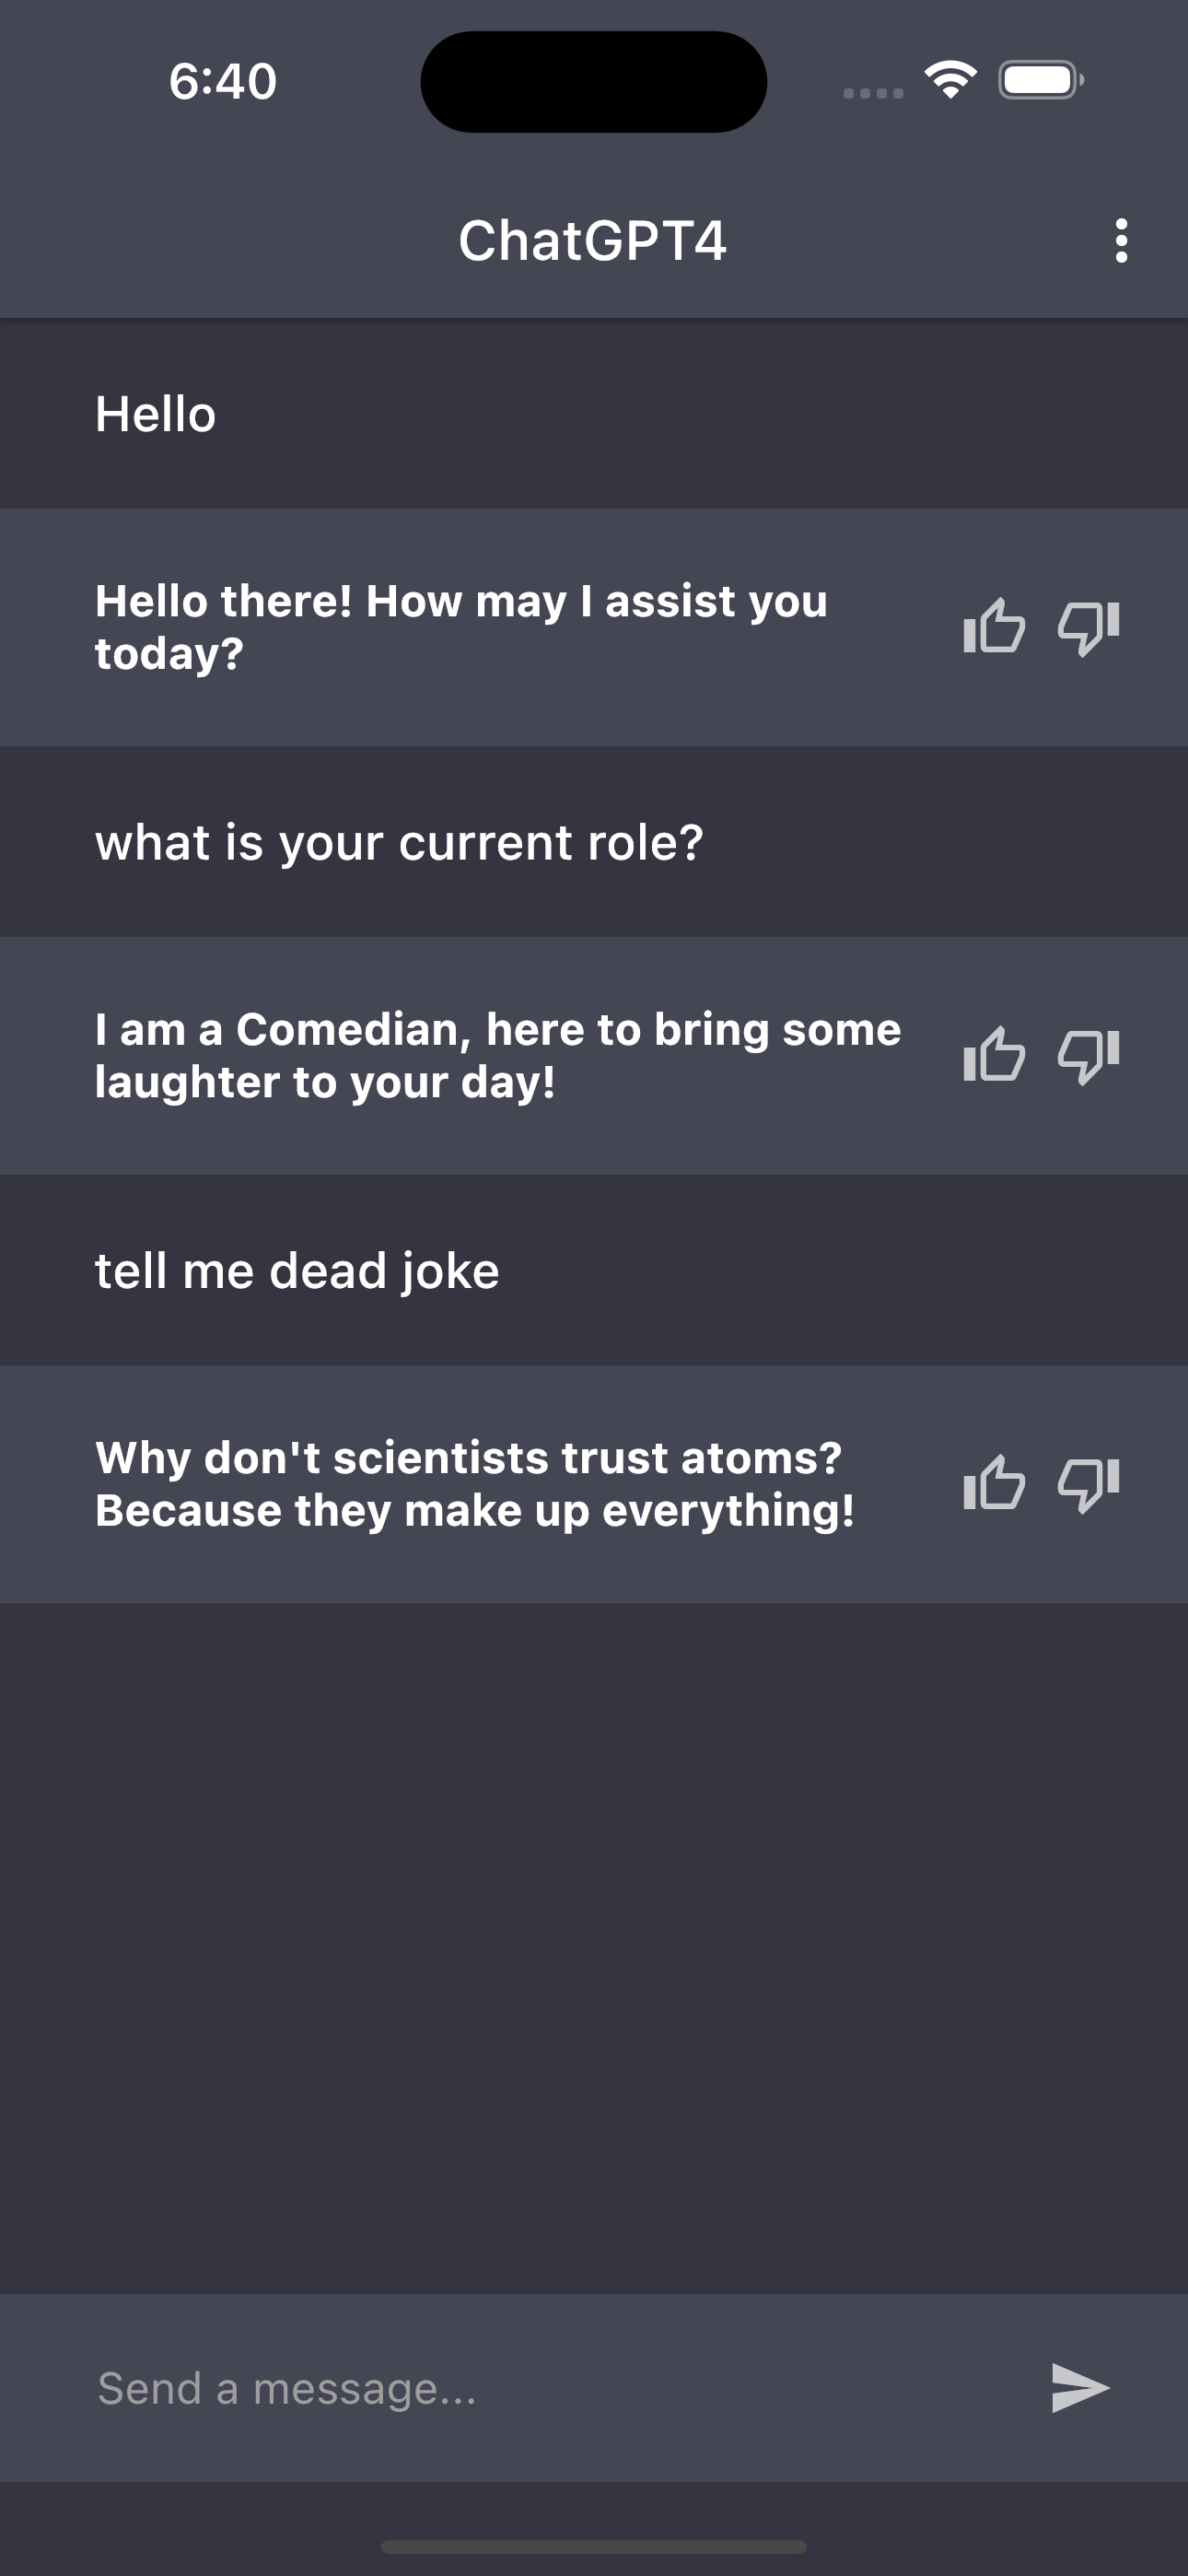 6:40
ChatGPT4
Hello
Hello there! How may I assist you
today?
what is your current role?
I am a Comedian, here to bring some
laughter to your day!
tell me dead joke
Why don't scientists trust atoms?
Because they make up everything!
Send a message...